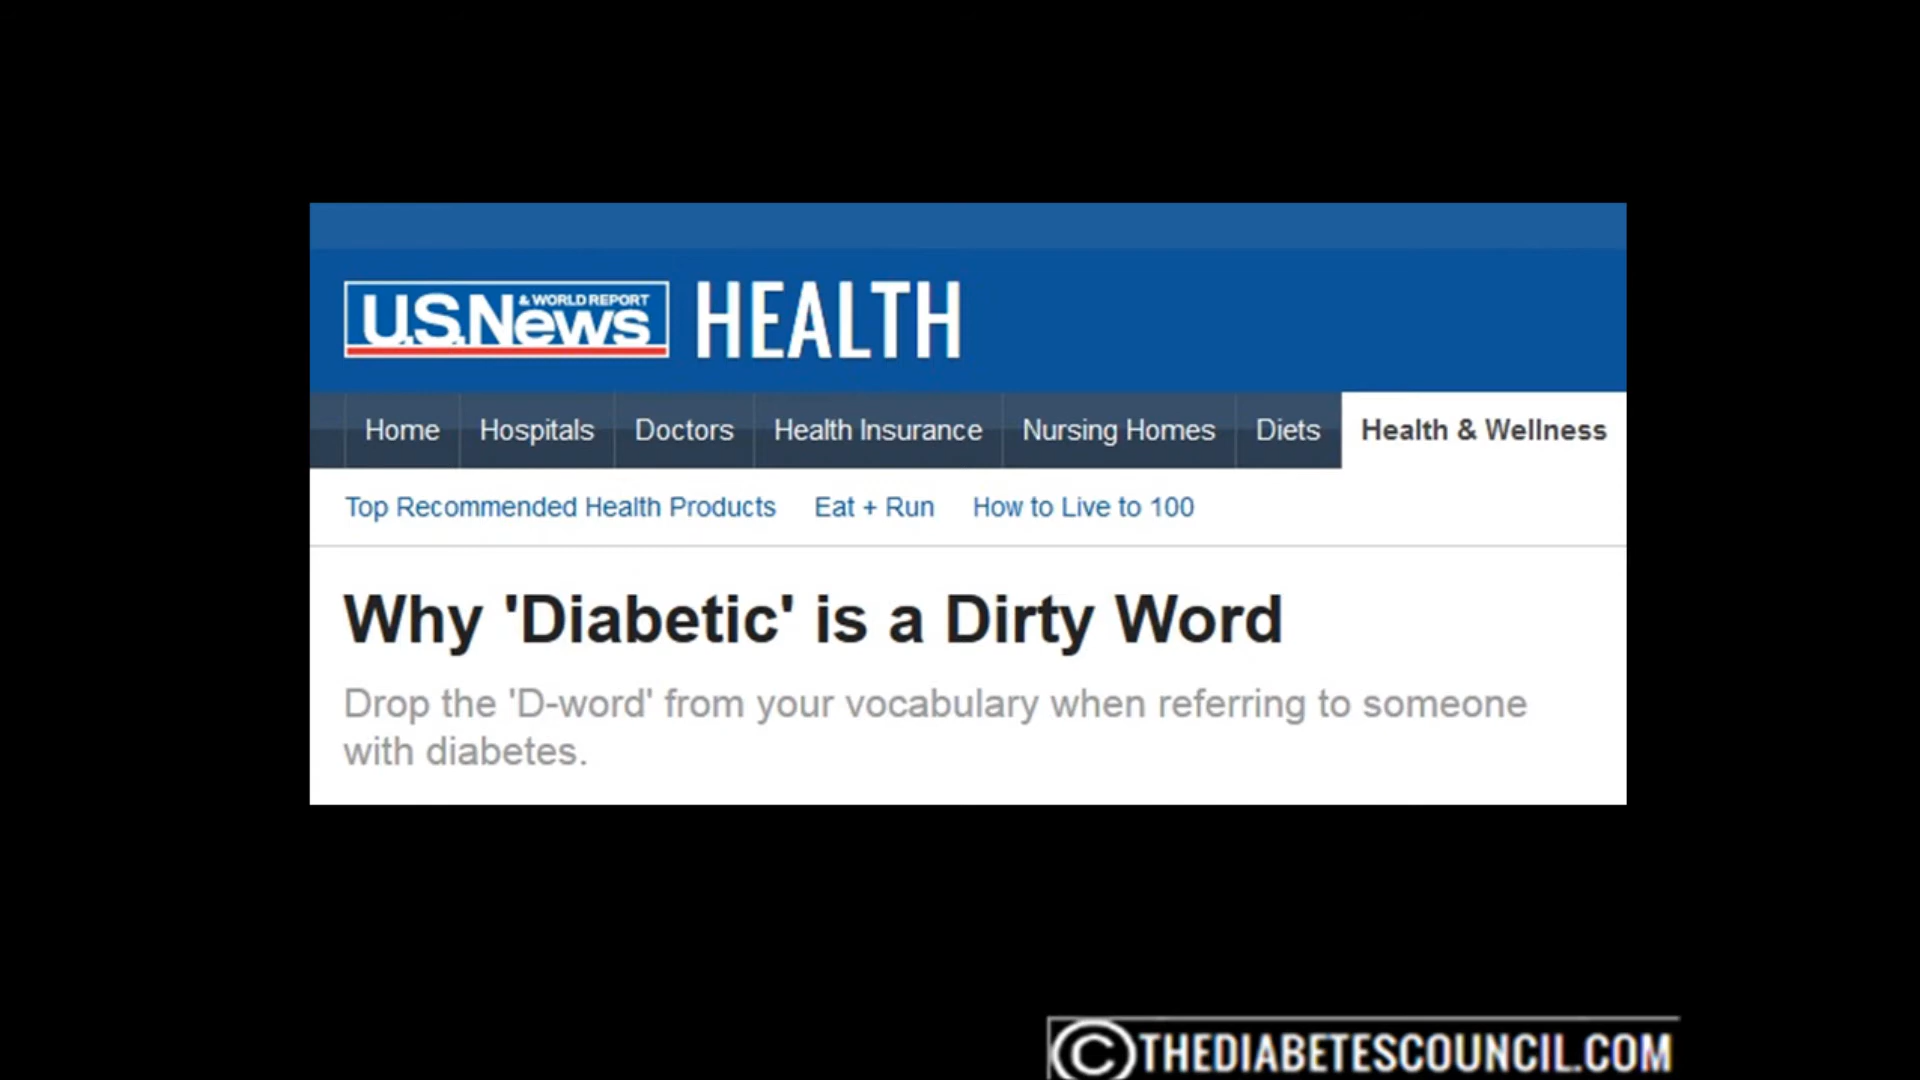 U.S.News & WORLD REPORT HEALTH
Home Hospitals Doctors Health Insurance Nursing Homes Diets Health & Wellness
Top Recommended Health Products Eat + Run How to Live to 100
Why 'Diabetic' is a Dirty Word
Drop the 'D-word' from your vocabulary when referring to someone
with diabetes.
©THEDIABETESCOUNCIL.COM